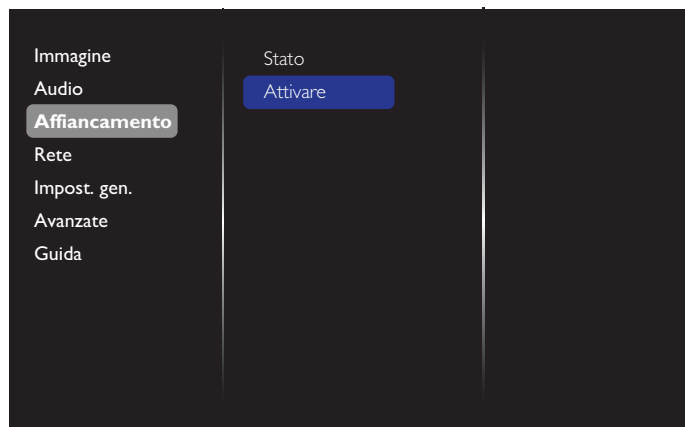 Immagine
Audio
Affiancamento
Rete
Impost. gen.
Avanzate
Guida
Stato
Attivare